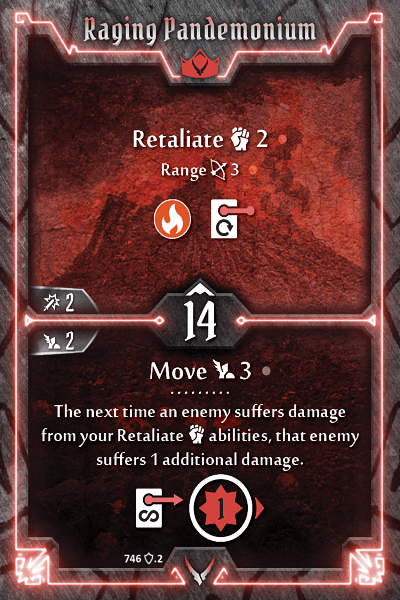 Raging Pandemonium
Retaliate 2
Range 3
2
14
2
Move 3
The next time an enemy suffers damage
from your Retaliate abilities, that enemy
suffers 1 additional damage.
1
746 .2